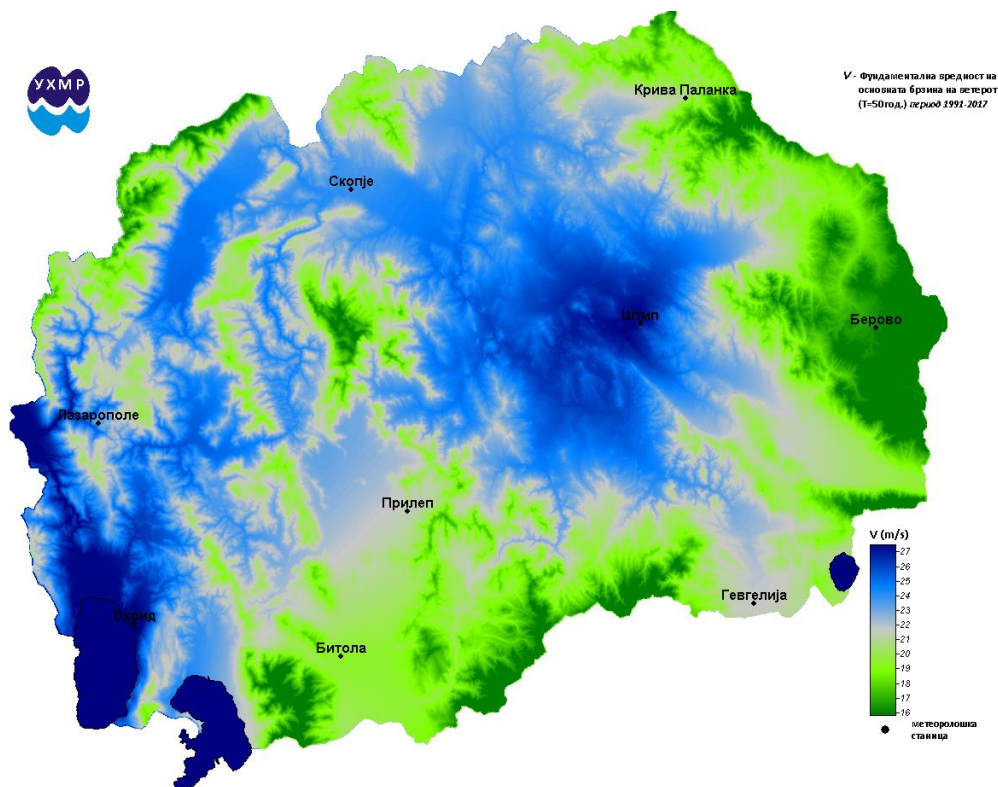 УХМР
V - Фундаментална вредност на
основната брзина на ветерот
(T=50год.) период 1991-2017
Крива Паланка
Скопје
Штип
Берово
Лазарополе
Прилеп
Гевгелија
Охрид
Битола
V (m/s)
27
26
25
24
23
22
21
20
19
18
17
16
метеоролошка
станица